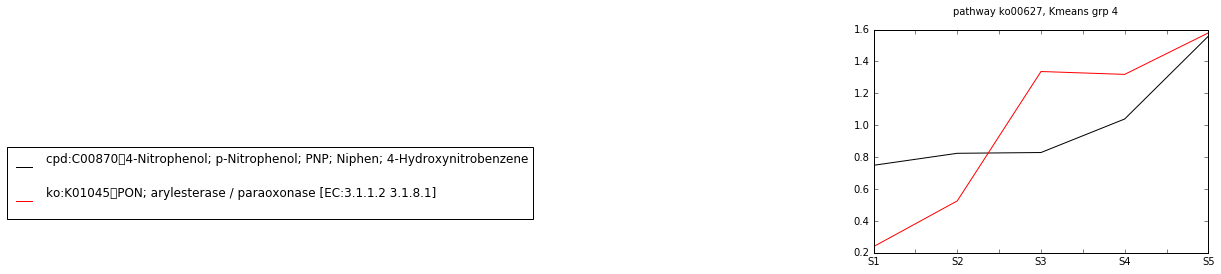 pathway ko00627, Kmeans grp 4
cpd:C00870▯4-Nitrophenol; p-Nitrophenol; PNP; Niphen; 4-Hydroxynitrobenzene
ko:K01045▯PON; arylesterase / paraoxonase [EC:3.1.1.2 3.1.8.1]
1.6
1.4
1.2
1.0
0.8
0.6
0.4
0.2
S1 S2 S3 S4 S5